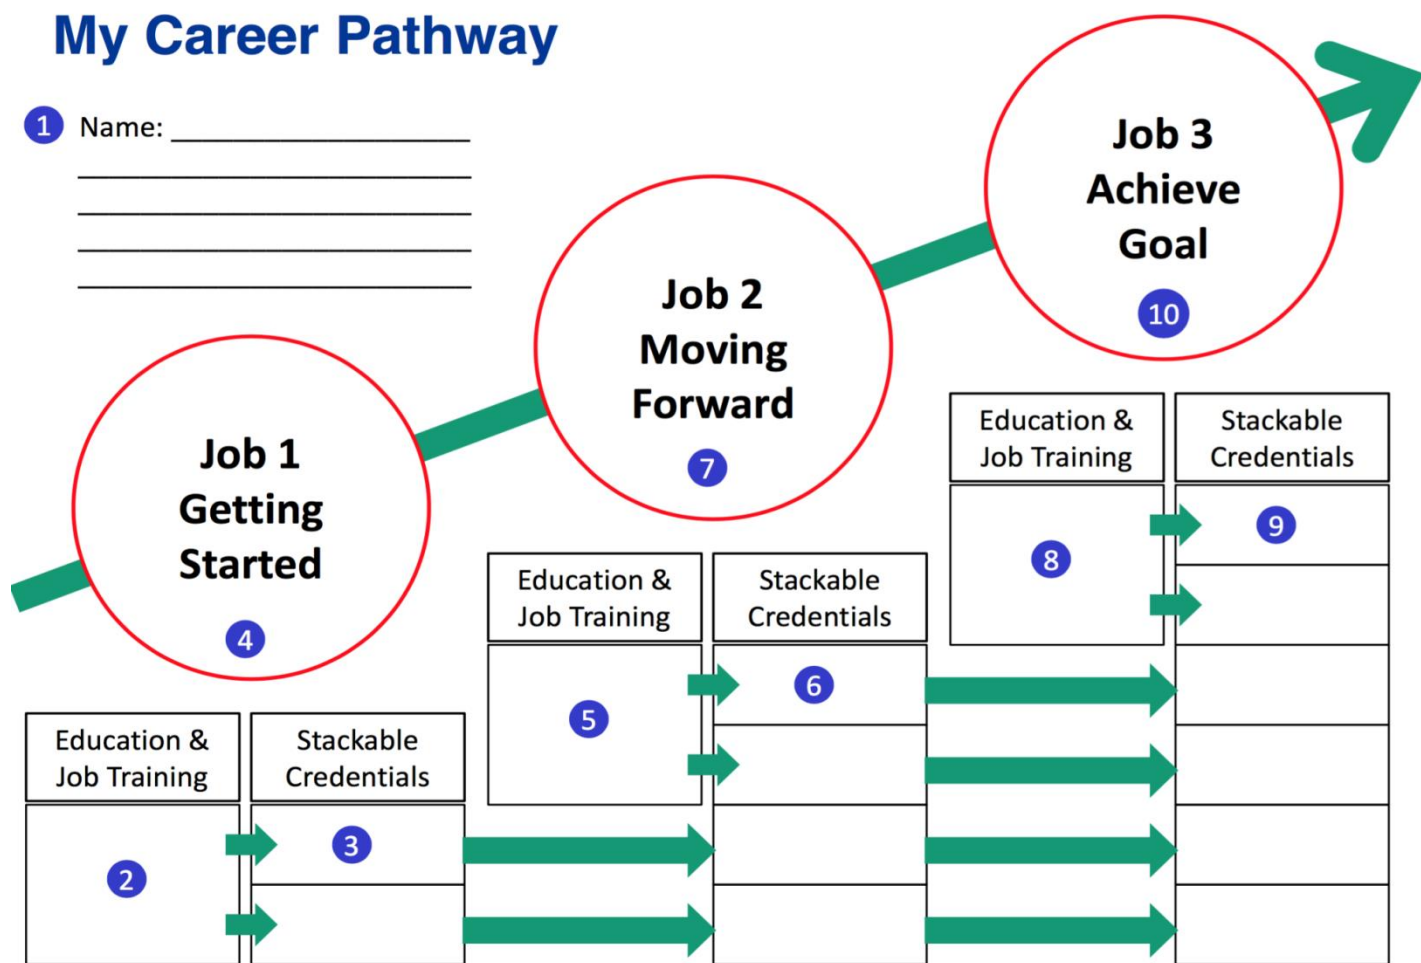 My Career Pathway
1 Name: ___________________
Job 1
Getting
Started
4
Job 2
Moving
Forward
7
Job 3
Achieve
Goal
10
Education &
Job Training
Stackable
Credentials
2
3
Education &
Job Training
Stackable
Credentials
5
6
Education &
Job Training
Stackable
Credentials
8
9